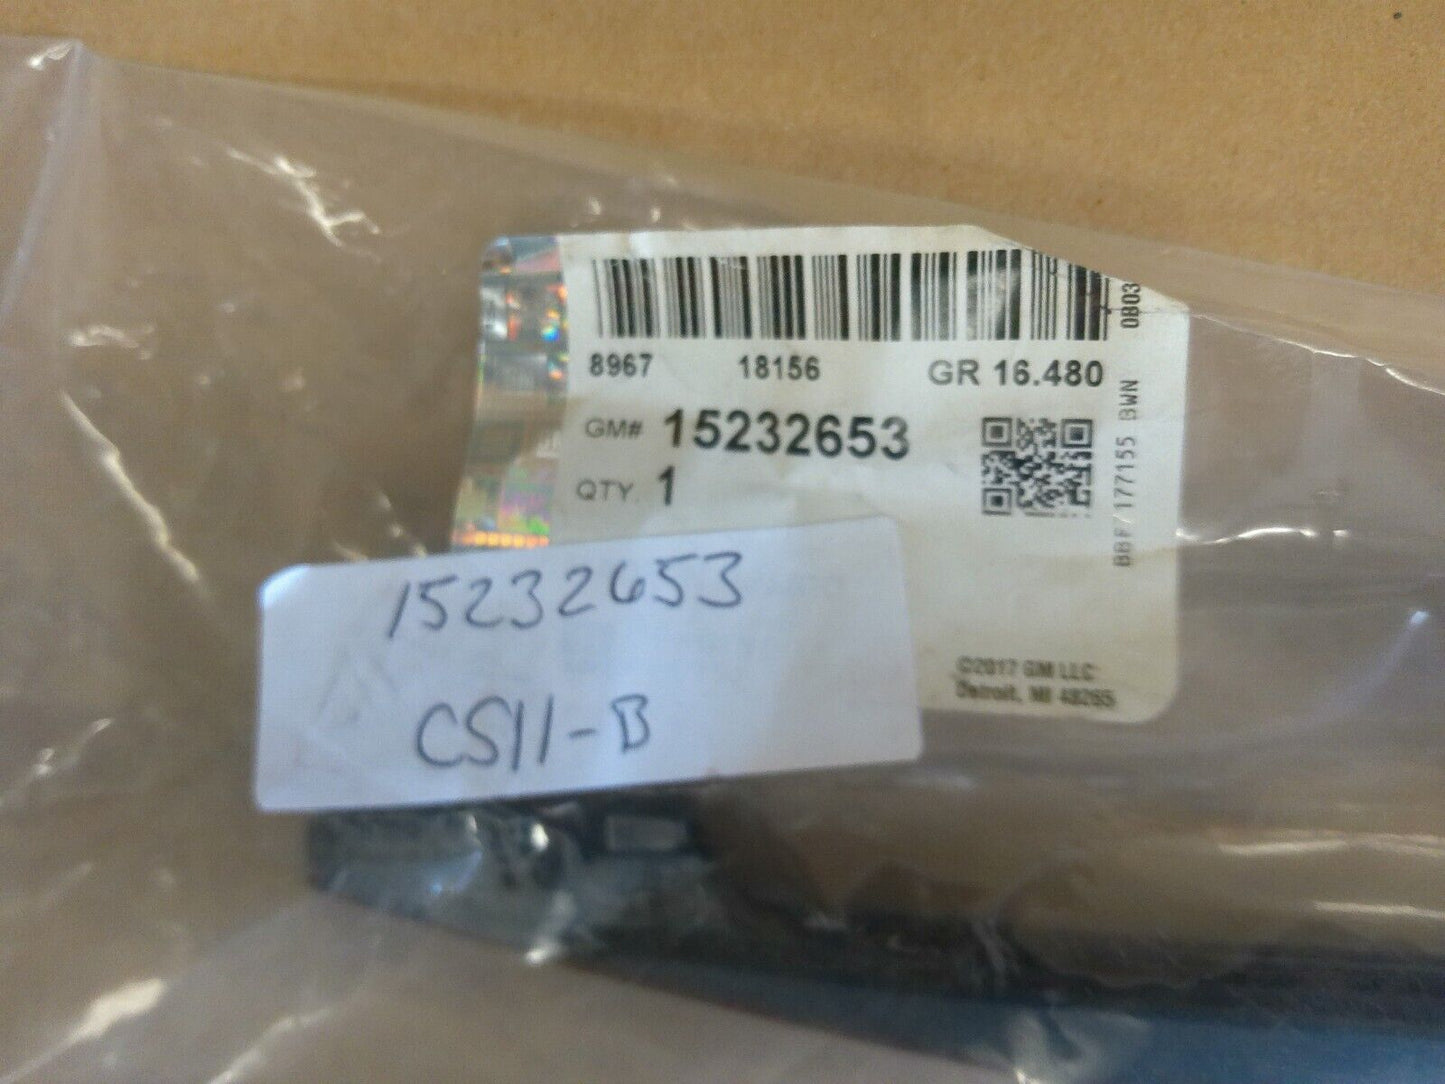 8967 18156 GR 16.480
GM# 15232653
QTY. 1
0B03
BBF/177155 BWN
©2017 GM LLC
Detroit, MI 48265
15232653
CS11-B